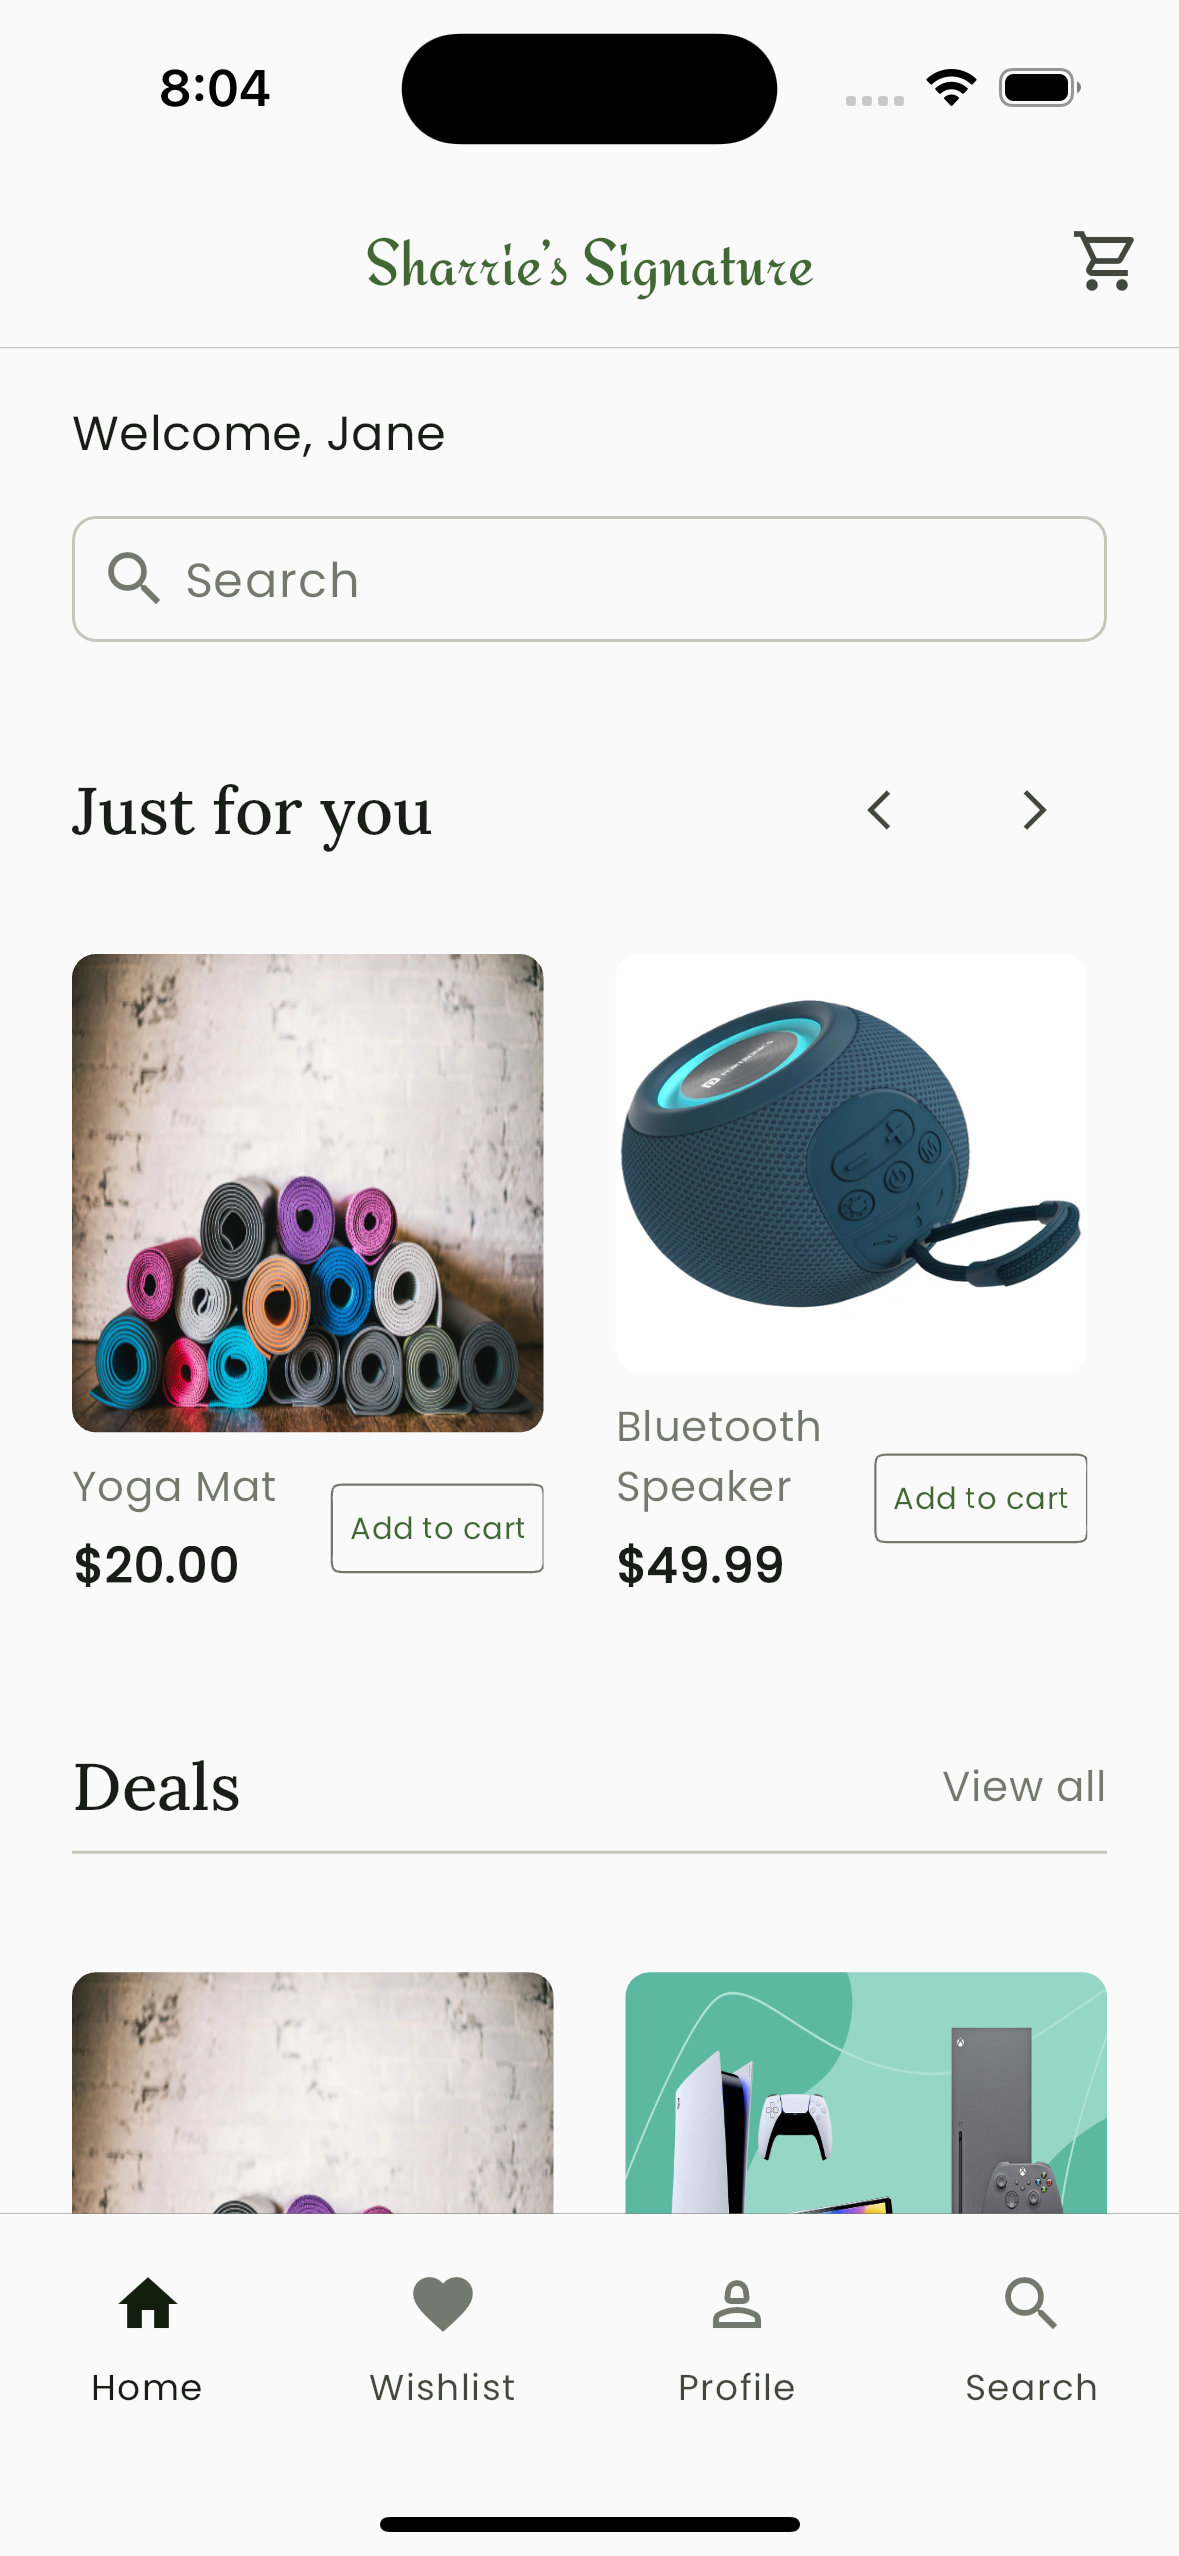 8:04
Sharrie's Signature
Welcome, Jane
Search
Just for you
Yoga Mat
$20.00
Add to cart
Bluetooth
Speaker
$49.99
Add to cart
Deals
View all
Home
Wishlist
Profile
Search